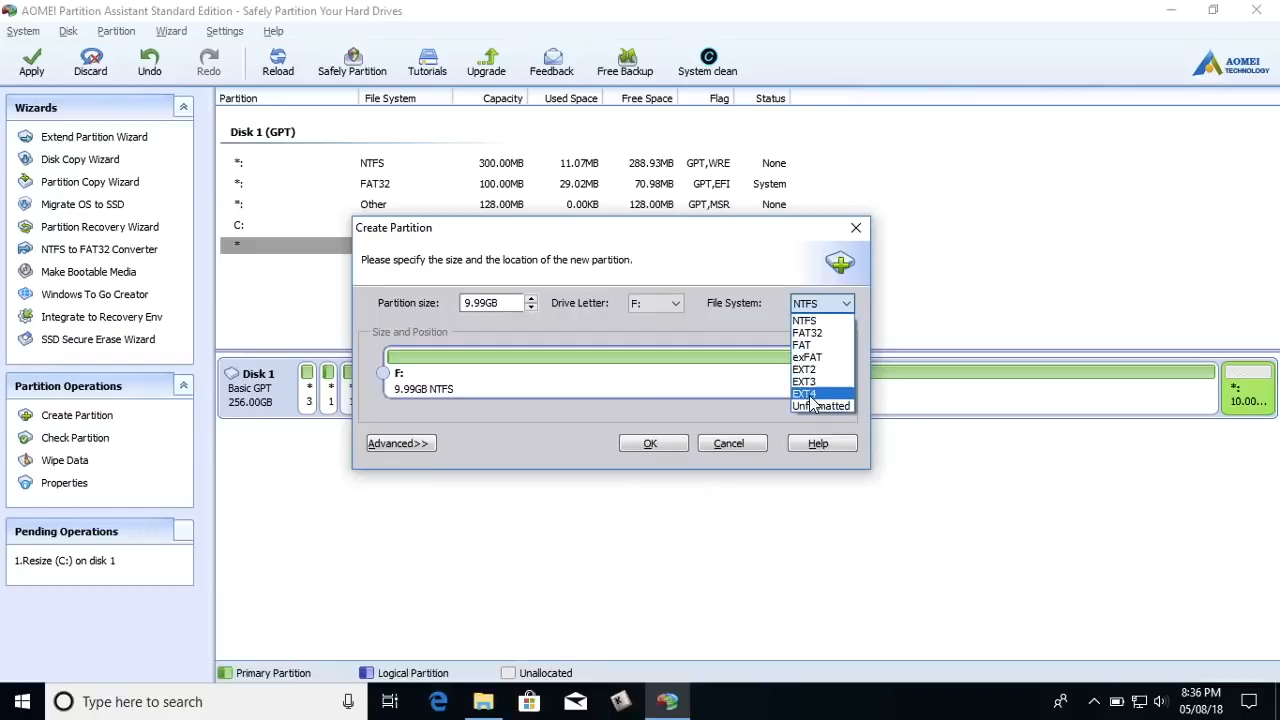 AOMEI Partition Assistant Standard Edition - Safely Partition Your Hard Drives
System Disk Partition Wizard Settings Help
Apply Discard Undo Redo Reload Safely Partition Tutorials Upgrade Feedback Free Backup System clean
AOMEI
TECHNOLOGY
Wizards
Extend Partition Wizard
Disk Copy Wizard
Partition Copy Wizard
Migrate OS to SSD
Partition Recovery Wizard
NTFS to FAT32 Converter
Make Bootable Media
Windows To Go Creator
Integrate to Recovery Env
SSD Secure Erase Wizard
Partition Operations
Create Partition
Check Partition
Wipe Data
Properties
Pending Operations
1.Resize (C:) on disk 1
Partition File System Capacity Used Space Free Space Flag Status
Disk 1 (GPT)
*: NTFS 300.00MB 11.07MB 288.93MB GPT,WRE None
*: FAT32 100.00MB 29.02MB 70.98MB GPT,EFI System
*: Other 128.00MB 0.00KB 128.00MB GPT,MSR None
C:
*
Create Partition
Please specify the size and the location of the new partition.
Partition size: 9.99GB Drive Letter: F: File System: NTFS
NTFS
FAT32
FAT
exFAT
EXT2
EXT3
EXT4
Unformatted
Size and Position
F:
9.99GB NTFS
Advanced>> OK Cancel Help
Disk 1
Basic GPT
256.00GB
*
3
*
1
*:
10.00...
Primary Partition Logical Partition Unallocated
Type here to search
8:36 PM
05/08/18